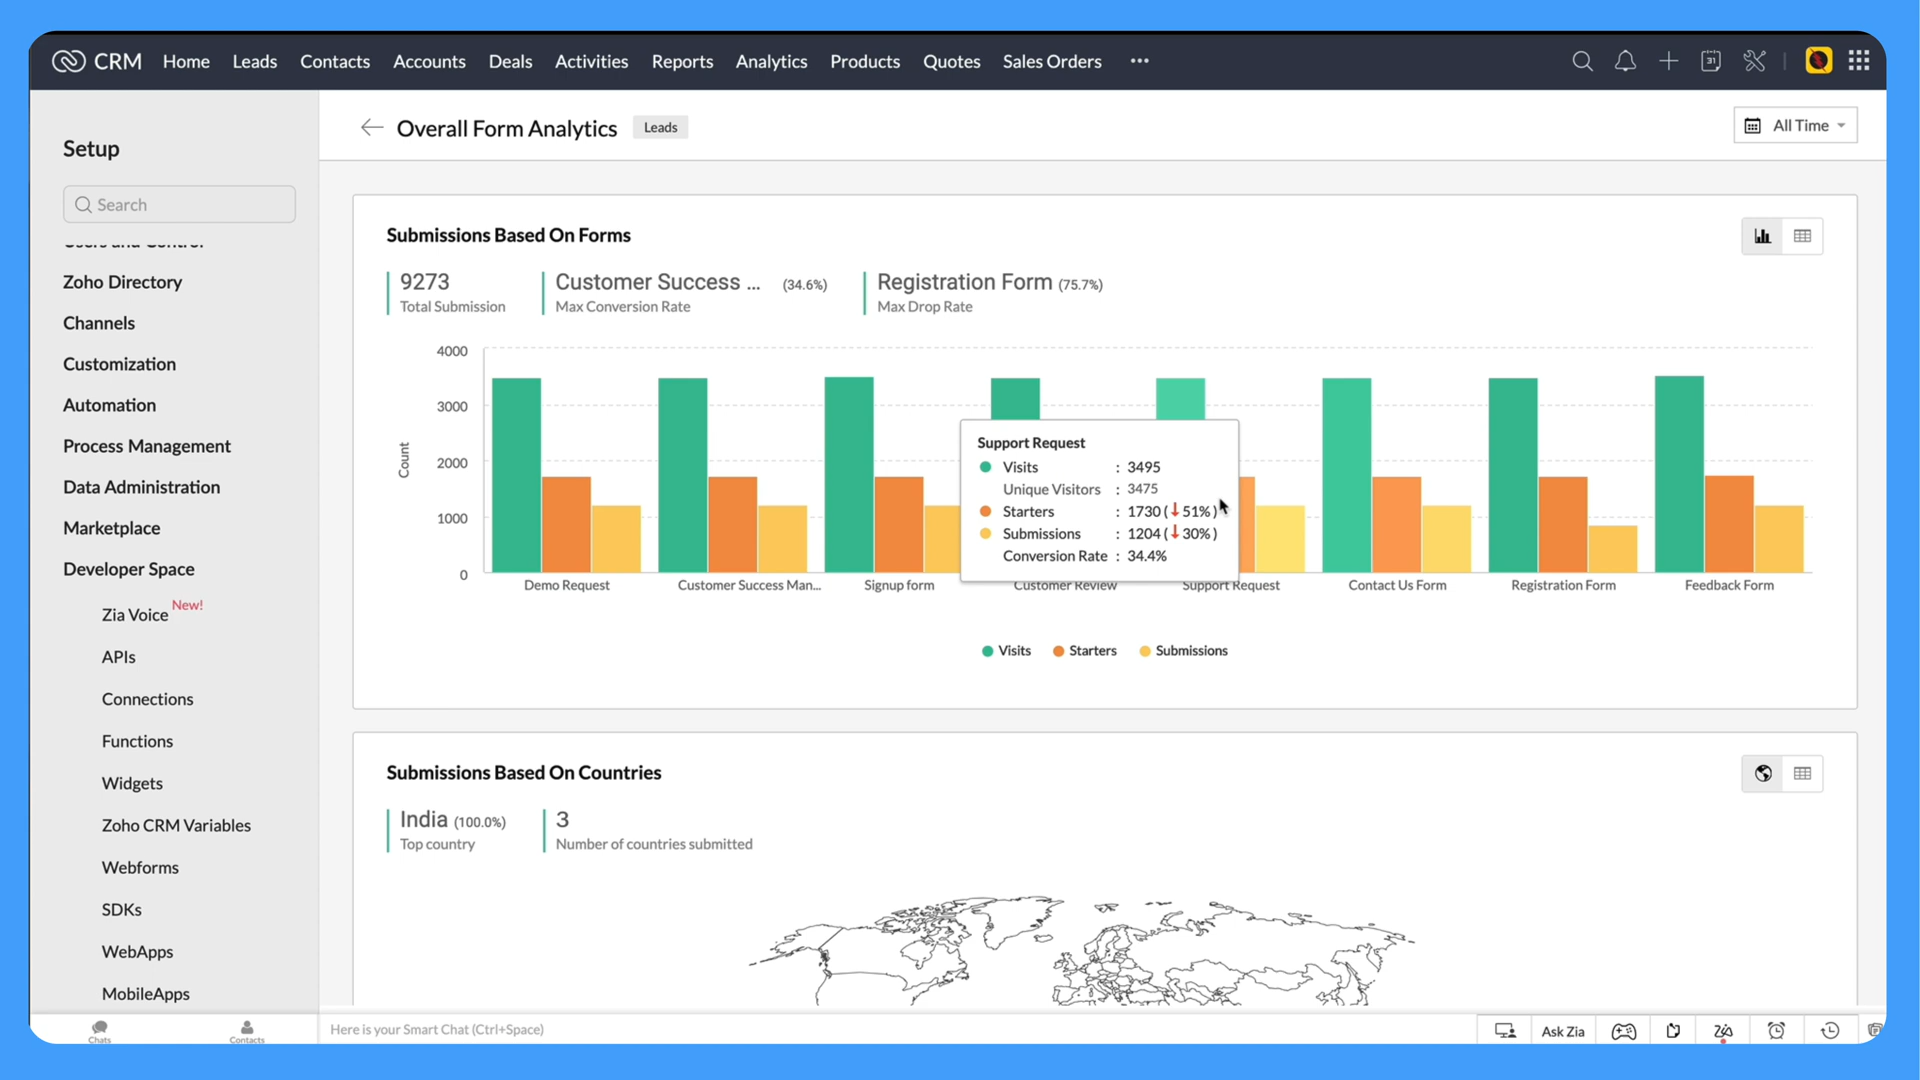 CRM Home Leads Contacts Accounts Deals Activities Reports Analytics Products Quotes Sales Orders ••• 31
Setup
Search
Users and Control
Zoho Directory
Channels
Customization
Automation
Process Management
Data Administration
Marketplace
Developer Space
Zia Voice New!
APIs
Connections
Functions
Widgets
Zoho CRM Variables
Webforms
SDKs
WebApps
MobileApps
Overall Form Analytics Leads All Time
Submissions Based On Forms
9273 Customer Success ... (34.6%) Registration Form (75.7%)
Total Submission Max Conversion Rate Max Drop Rate
4000
3000
2000
1000
0
Count
Support Request
Visits : 3495
Unique Visitors : 3475
Starters : 1730 (↓51%)
Submissions : 1204 (↓30%)
Conversion Rate : 34.4%
Demo Request Customer Success Man... Signup form Customer Review Support Request Contact Us Form Registration Form Feedback Form
Visits Starters Submissions
Submissions Based On Countries
India (100.0%) 3
Top country Number of countries submitted
Chats Contacts Here is your Smart Chat (Ctrl+Space) Ask Zia